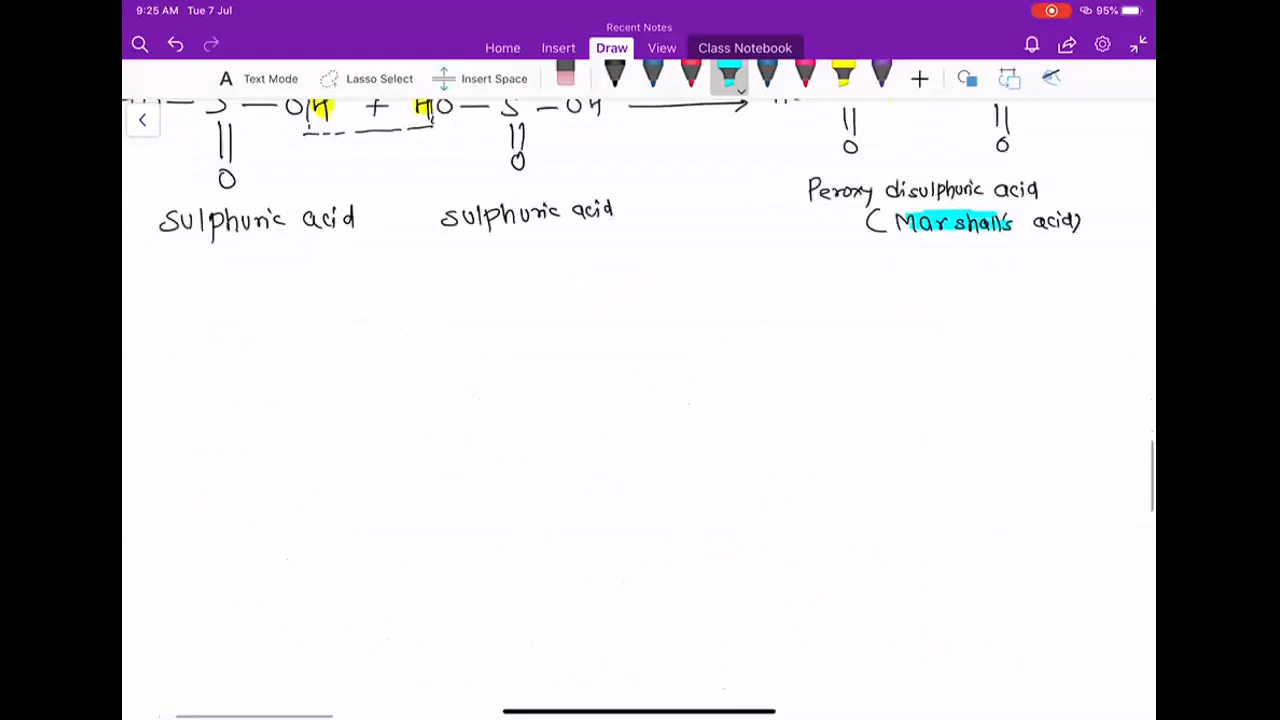 9:25 AM Tue 7 Jul
95%
Recent Notes
Home Insert Draw View Class Notebook
A Text Mode Lasso Select Insert Space
S — OH + HO — S — OH
O O O O
Peroxy disulphuric acid
sulphuric acid sulphuric acid
(Marshall's acid)